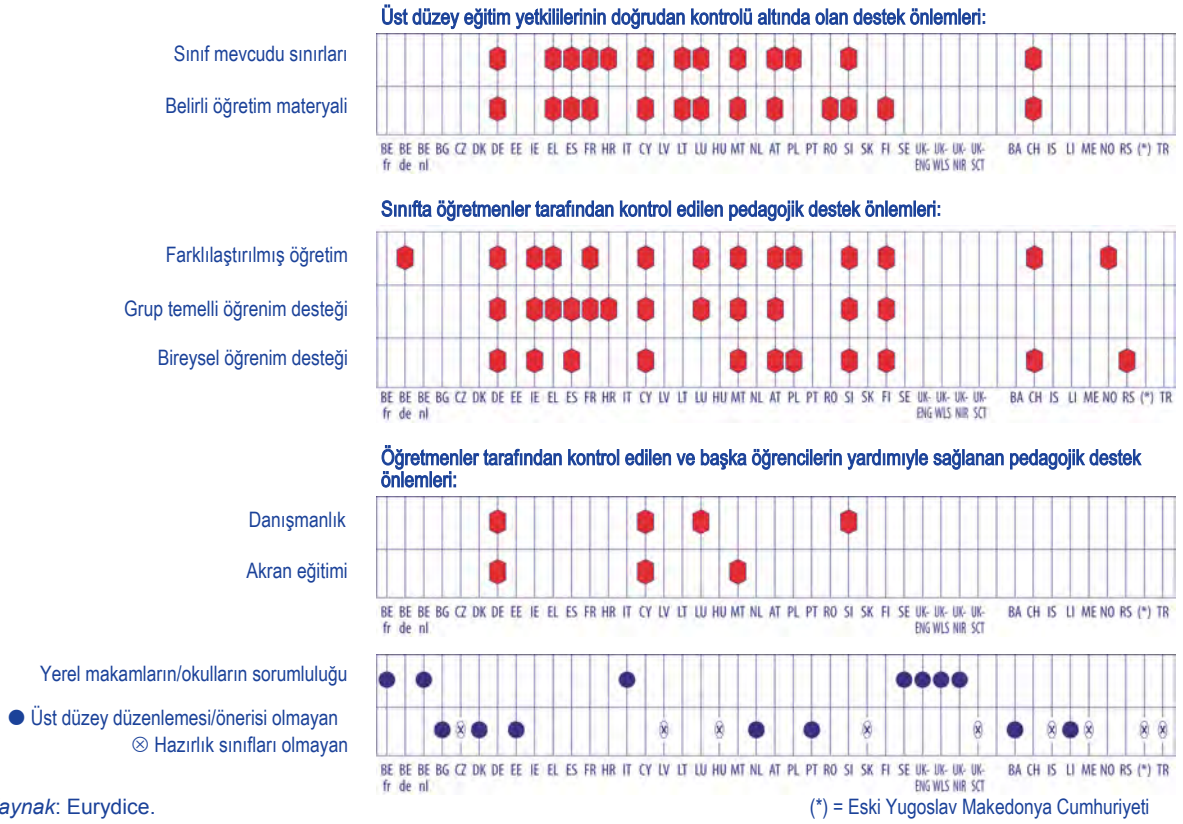 Üst düzey eğitim yetkililerinin doğrudan kontrolü altında olan destek önlemleri:
Sınıf mevcudu sınırları
Belirli öğretim materyali
BE BE BE BG CZ DK DE EE IE EL ES FR HR IT CY LV LT LU HU MT NL AT PL PT RO SI SK FI SE UK- UK- UK- UK- BA CH IS LI ME NO RS (*) TR
fr de nl ENG WLS NIR SCT
Sınıfta öğretmenler tarafından kontrol edilen pedagojik destek önlemleri:
Farklılaştırılmış öğretim
Grup temelli öğrenim desteği
Bireysel öğrenim desteği
BE BE BE BG CZ DK DE EE IE EL ES FR HR IT CY LV LT LU HU MT NL AT PL PT RO SI SK FI SE UK- UK- UK- UK- BA CH IS LI ME NO RS (*) TR
fr de nl ENG WLS NIR SCT
Öğretmenler tarafından kontrol edilen ve başka öğrencilerin yardımıyle sağlanan pedagojik destek
önlemleri:
Danışmanlık
Akran eğitimi
BE BE BE BG CZ DK DE EE IE EL ES FR HR IT CY LV LT LU HU MT NL AT PL PT RO SI SK FI SE UK- UK- UK- UK- BA CH IS LI ME NO RS (*) TR
fr de nl ENG WLS NIR SCT
Yerel makamların/okulların sorumluluğu
● Üst düzey düzenlemesi/önerisi olmayan
⊗ Hazırlık sınıfları olmayan
BE BE BE BG CZ DK DE EE IE EL ES FR HR IT CY LV LT LU HU MT NL AT PL PT RO SI SK FI SE UK- UK- UK- UK- BA CH IS LI ME NO RS (*) TR
fr de nl ENG WLS NIR SCT
aynak: Eurydice.
(*) = Eski Yugoslav Makedonya Cumhuriyeti